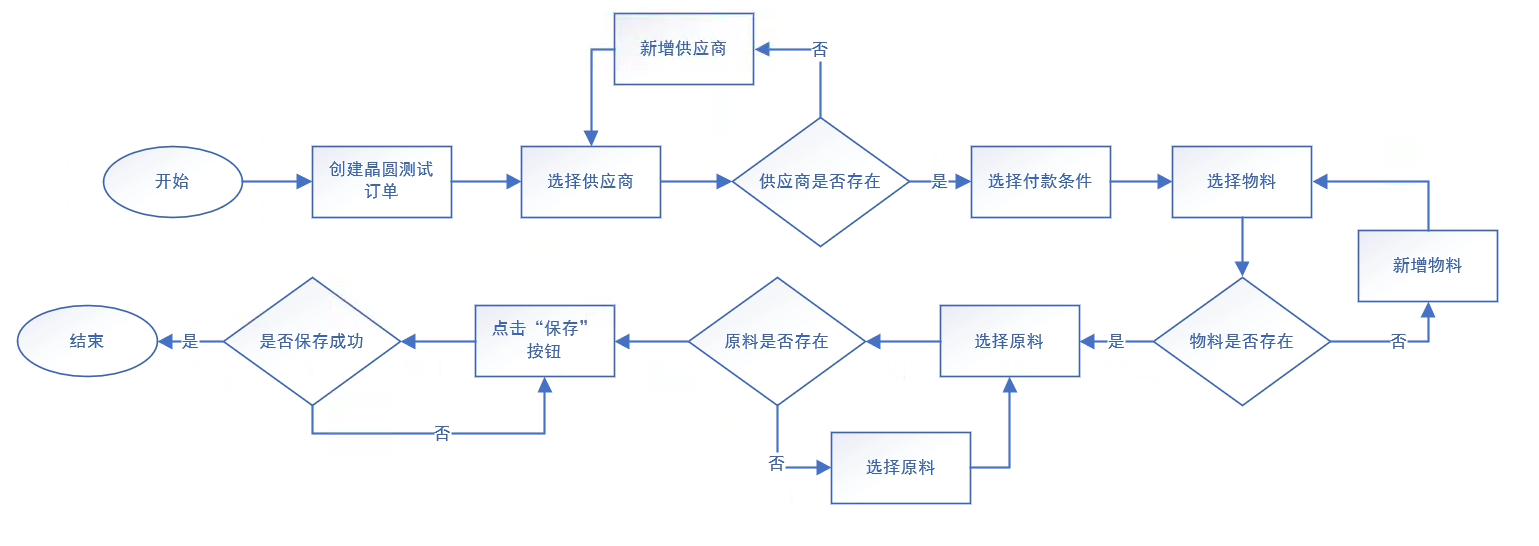 新增供应商
否
开始
创建晶圆测试
订单
选择供应商
供应商是否存在
是
选择付款条件
选择物料
新增物料
结束
是
是否保存成功
点击“保存”
按钮
原料是否存在
选择原料
是
物料是否存在
否
否
否
选择原料